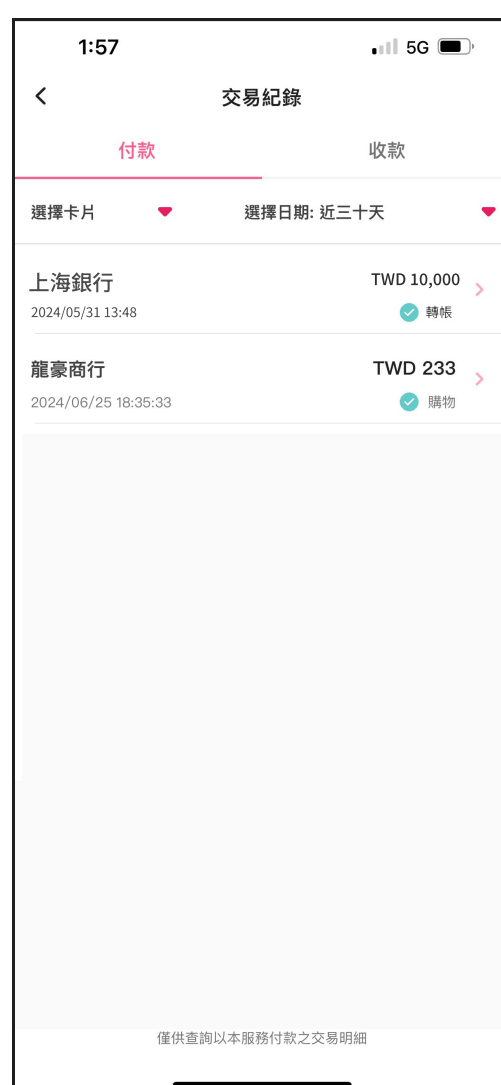 1:57 5G
交易紀錄
付款 收款
選擇卡片 選擇日期: 近三十天
上海銀行 TWD 10,000
2024/05/31 13:48 轉帳
龍豪商行 TWD 233
2024/06/25 18:35:33 購物
僅供查詢以本服務付款之交易明細